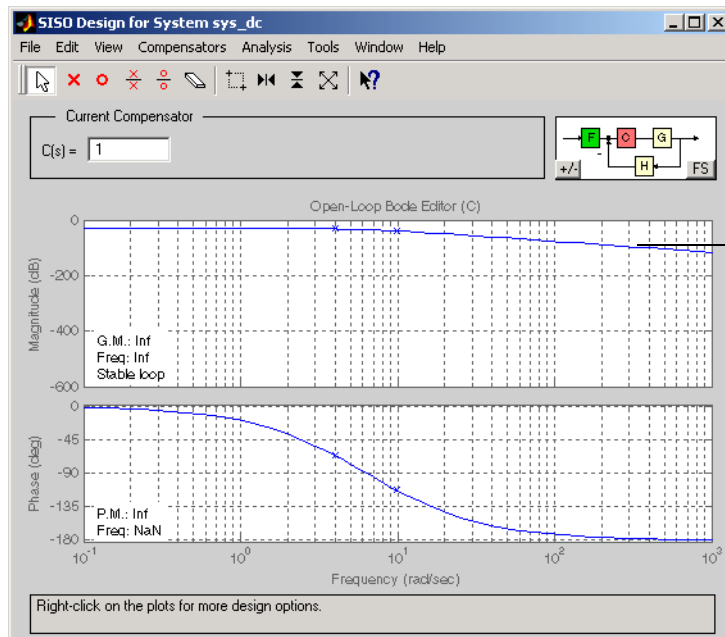 SISO Design for System sys_dc
File Edit View Compensators Analysis Tools Window Help
Current Compensator
C(s) = 1
F C G
H
+/- FS
Open-Loop Bode Editor (C)
0
-200
-400
-600
Magnitude (dB)
G.M.: Inf
Freq: Inf
Stable loop
0
-45
-90
-135
-180
Phase (deg)
P.M.: Inf
Freq: NaN
10^-1 10^0 10^1 10^2 10^3
Frequency (rad/sec)
Right-click on the plots for more design options.